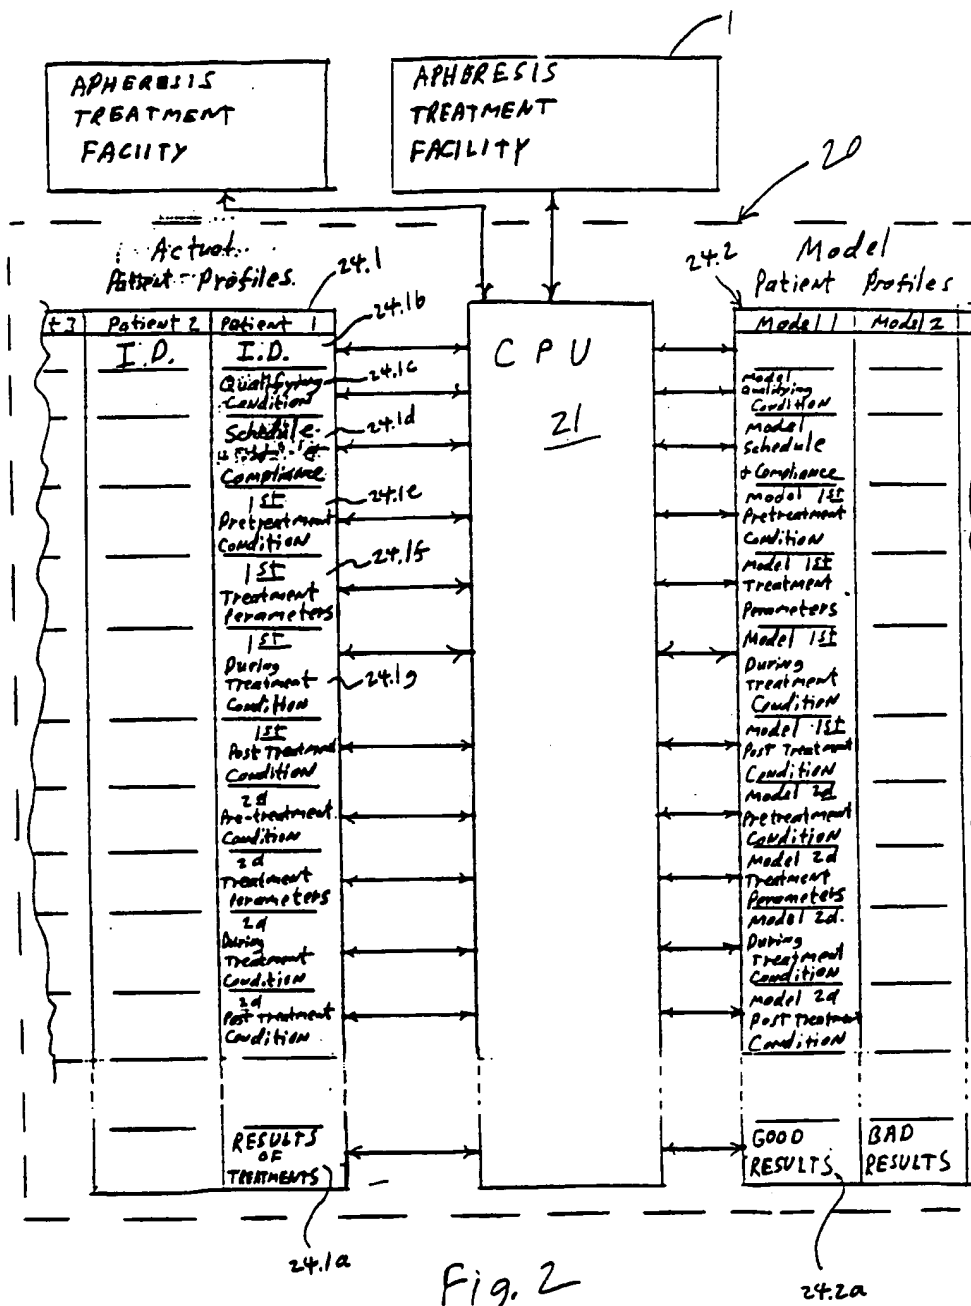 1
APHERESIS
TREATMENT
FACIITY
APHERESIS
TREATMENT
FACILITY
20
Actual
Patient Profiles.
24.1
24.2
Model
Patient Profiles
t 3 Patient 2 Patient 1
Model 1 Model 2
24.1b
I.D. I.D.
CPU
21
Qualifying
Condition
24.1c
Schedule
Compliance
24.1d
1st
Pretreatment
Condition
24.1e
1st
Treatment
Perameters
24.1f
1st
During
Treatment
Condition
24.1g
1st
Post Treatment
Condition
2d
Pre-treatment
Condition
2d
Treatment
Perameters
2d
During
Treatment
Condition
2d
Post Treatment
Condition
RESULTS
OF
TREATMENTS
24.1a
Model
Qualifying
Condition
Model
Schedule
+ Compliance
Model 1st
Pretreatment
Condition
Model 1st
Treatment
Perameters
Model 1st
During
Treatment
Condition
Model 1st
Post Treatment
Condition
Model 2d
Pretreatment
Condition
Model 2d
Treatment
Perameters
Model 2d.
During
Treatment
Condition
Model 2d
Post Treatment
Condition
GOOD
RESULTS
BAD
RESULTS
24.2a
Fig. 2